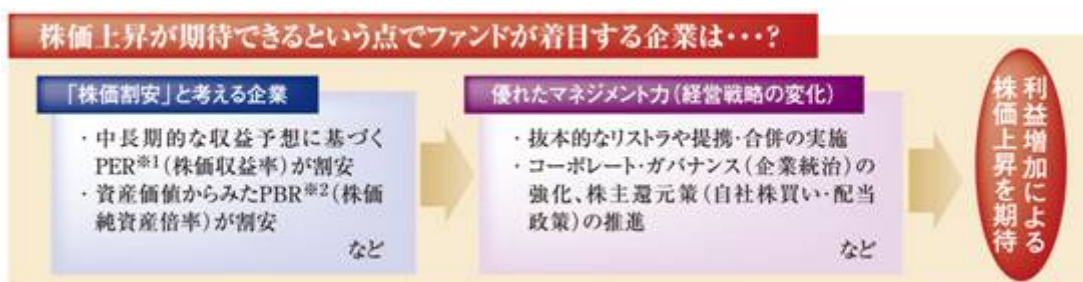 株価上昇が期待できるという点でファンドが着目する企業は・・・?
「株価割安」と考える企業
・中長期的な収益予想に基づく
PER※1(株価収益率)が割安
・資産価値からみたPBR※2(株価
純資産倍率)が割安
など
優れたマネジメント力(経営戦略の変化)
・抜本的なリストラや提携・合併の実施
・コーポレート・ガバナンス(企業統治)の
強化、株主還元策(自社株買い・配当
政策)の推進
など
利益増加による
株価上昇を期待